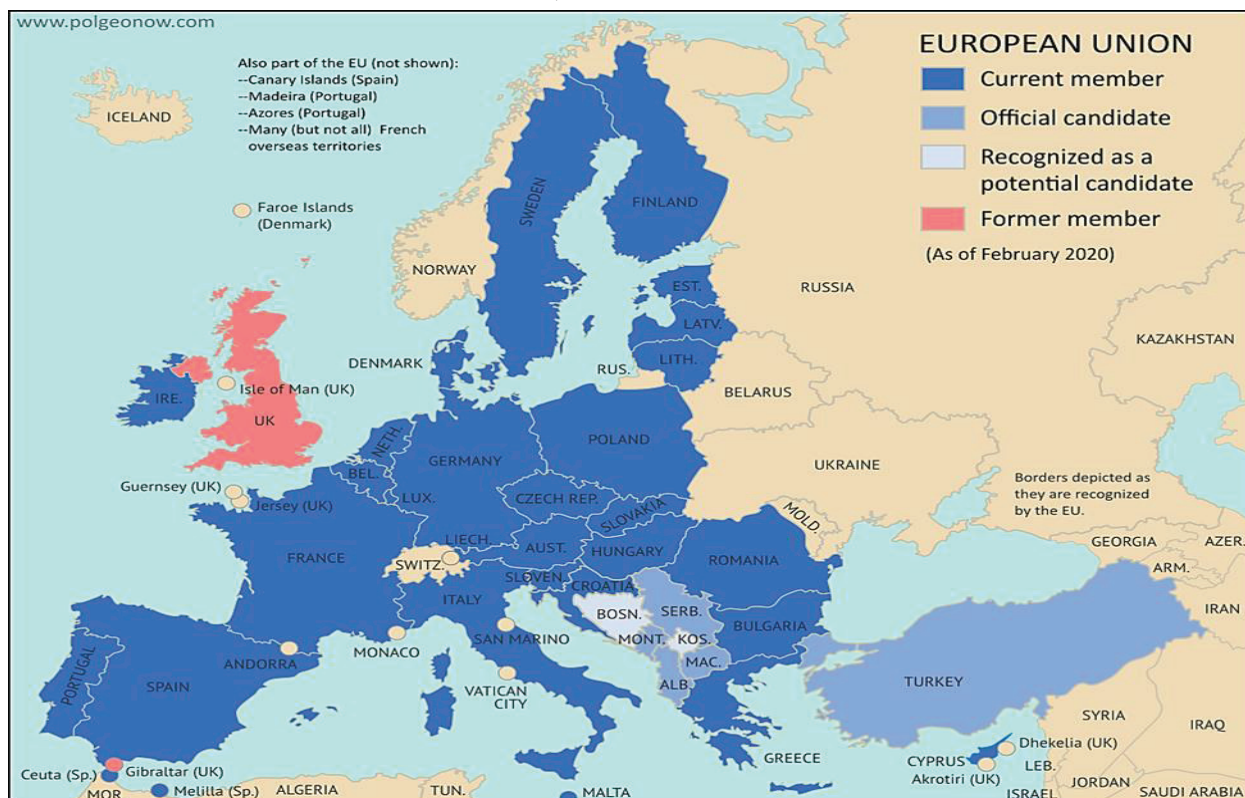 www.polgeonow.com
Also part of the EU (not shown):
--Canary Islands (Spain)
--Madeira (Portugal)
--Azores (Portugal)
--Many (but not all) French
overseas territories
EUROPEAN UNION
Current member
Official candidate
Recognized as a
potential candidate
Former member
(As of February 2020)
ICELAND
Faroe Islands
(Denmark)
SWEDEN
FINLAND
NORWAY
RUSSIA
EST.
LATV.
LITH.
RUS.
KAZAKHSTAN
DENMARK
BELARUS
IRE.
Isle of Man (UK)
UK
NETH.
BEL.
GERMANY
POLAND
UKRAINE
Guernsey (UK)
Jersey (UK)
LUX.
CZECH REP.
SLOVAKIA
MOLD.
Borders depicted as
they are recognized
by the EU.
FRANCE
LIECH.
SWITZ.
AUST.
HUNGARY
ROMANIA
GEORGIA
AZER.
ARM.
SLOVEN.
CROATIA
ITALY
BOSN.
SERB.
IRAN
SAN MARINO
MONT.
KOS.
BULGARIA
MONACO
ANDORRA
MAC.
ALB.
PORTUGAL
SPAIN
VATICAN
CITY
TURKEY
SYRIA
IRAQ
GREECE
CYPRUS
Dhekelia (UK)
Akrotiri (UK)
LEB.
Ceuta (Sp.)
Gibraltar (UK)
MOR.
Melilla (Sp.)
ALGERIA
TUN.
MALTA
ISRAEL
JORDAN
SAUDI ARABIA